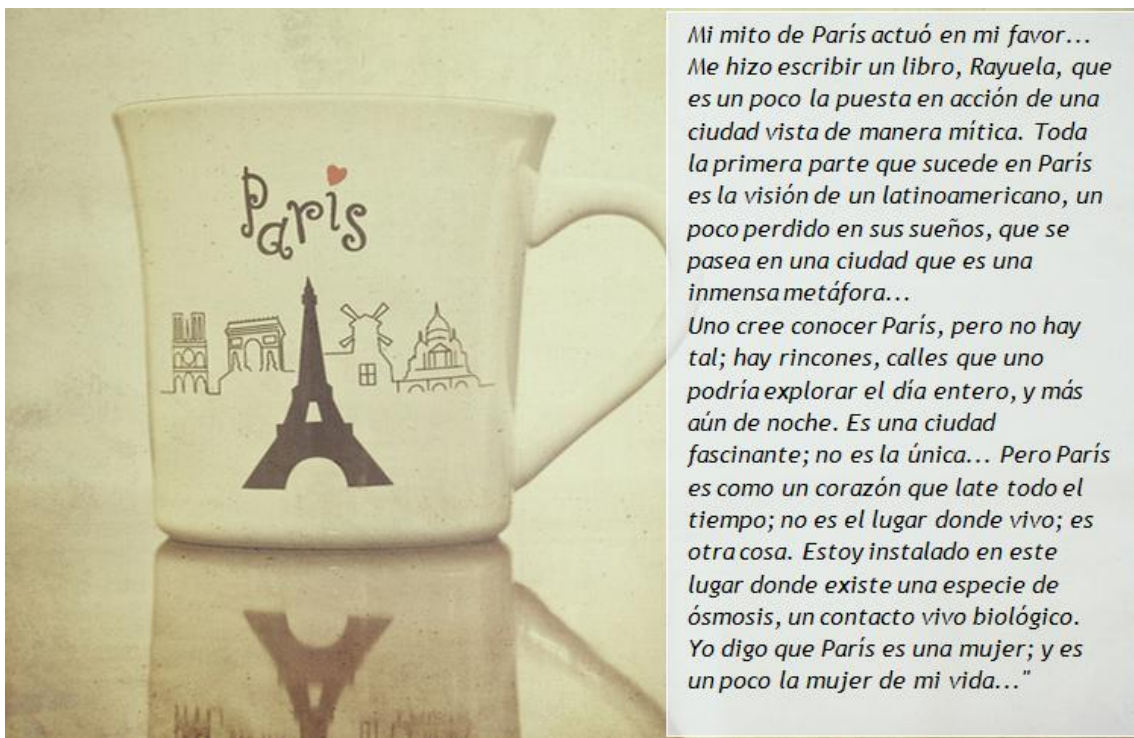 París
Mi mito de París actuó en mi favor...
Me hizo escribir un libro, Rayuela, que
es un poco la puesta en acción de una
ciudad vista de manera mítica. Toda
la primera parte que sucede en París
es la visión de un latinoamericano, un
poco perdido en sus sueños, que se
pasea en una ciudad que es una
inmensa metáfora...
Uno cree conocer París, pero no hay
tal; hay rincones, calles que uno
podría explorar el día entero, y más
aún de noche. Es una ciudad
fascinante; no es la única... Pero París
es como un corazón que late todo el
tiempo; no es el lugar donde vivo; es
otra cosa. Estoy instalado en este
lugar donde existe una especie de
ósmosis, un contacto vivo biológico.
Yo digo que París es una mujer; y es
un poco la mujer de mi vida..."